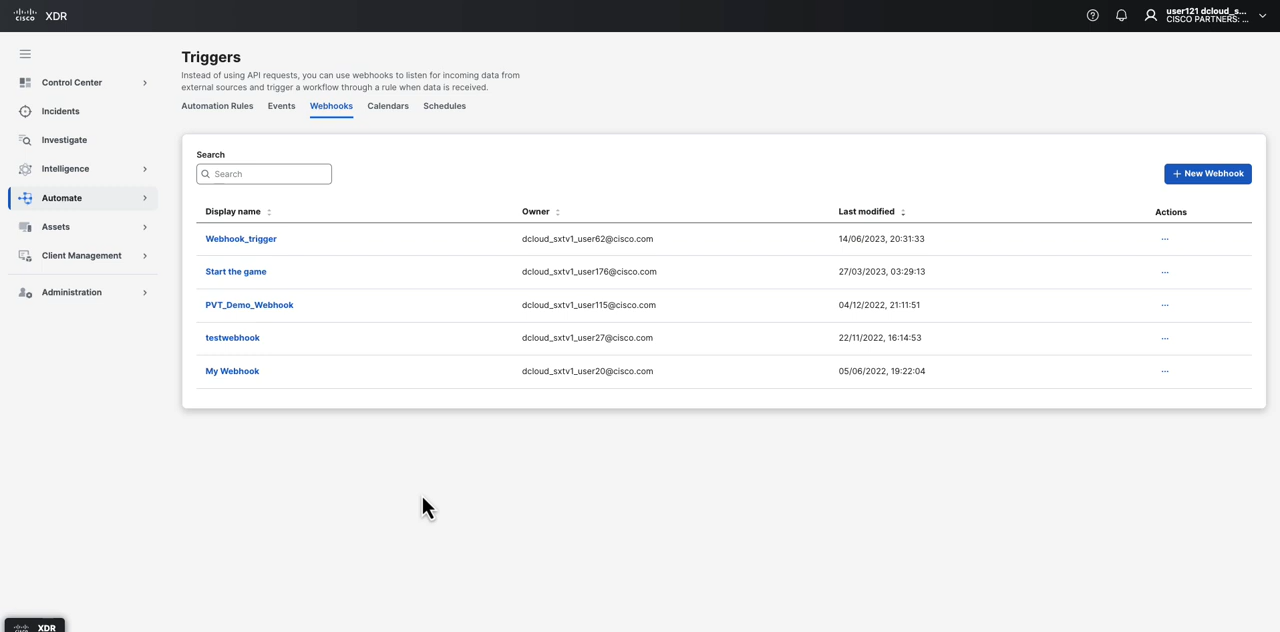 cisco XDR
user121 dcloud_s...
CISCO PARTNERS: ...
Control Center
Incidents
Investigate
Intelligence
Automate
Assets
Client Management
Administration
Triggers
Instead of using API requests, you can use webhooks to listen for incoming data from
external sources and trigger a workflow through a rule when data is received.
Automation Rules Events Webhooks Calendars Schedules
Search
Search
+ New Webhook
Display name Owner Last modified Actions
Webhook_trigger dcloud_sxtv1_user62@cisco.com 14/06/2023, 20:31:33 ...
Start the game dcloud_sxtv1_user176@cisco.com 27/03/2023, 03:29:13 ...
PVT_Demo_Webhook dcloud_sxtv1_user115@cisco.com 04/12/2022, 21:11:51 ...
testwebhook dcloud_sxtv1_user27@cisco.com 22/11/2022, 16:14:53 ...
My Webhook dcloud_sxtv1_user20@cisco.com 05/06/2022, 19:22:04 ...
cisco XDR